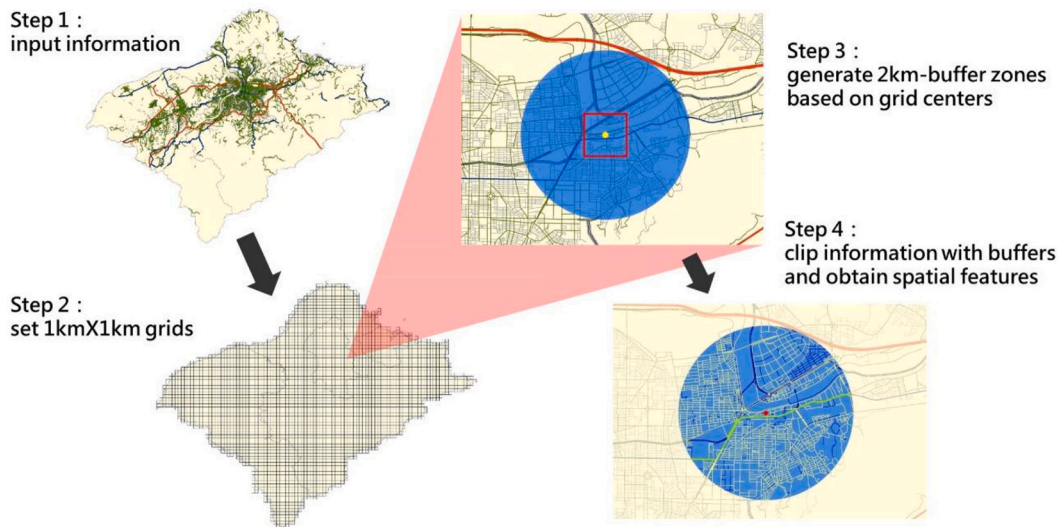 Step 1：
input information
Step 2：
set 1kmX1km grids
Step 3：
generate 2km-buffer zones
based on grid centers
Step 4：
clip information with buffers
and obtain spatial features